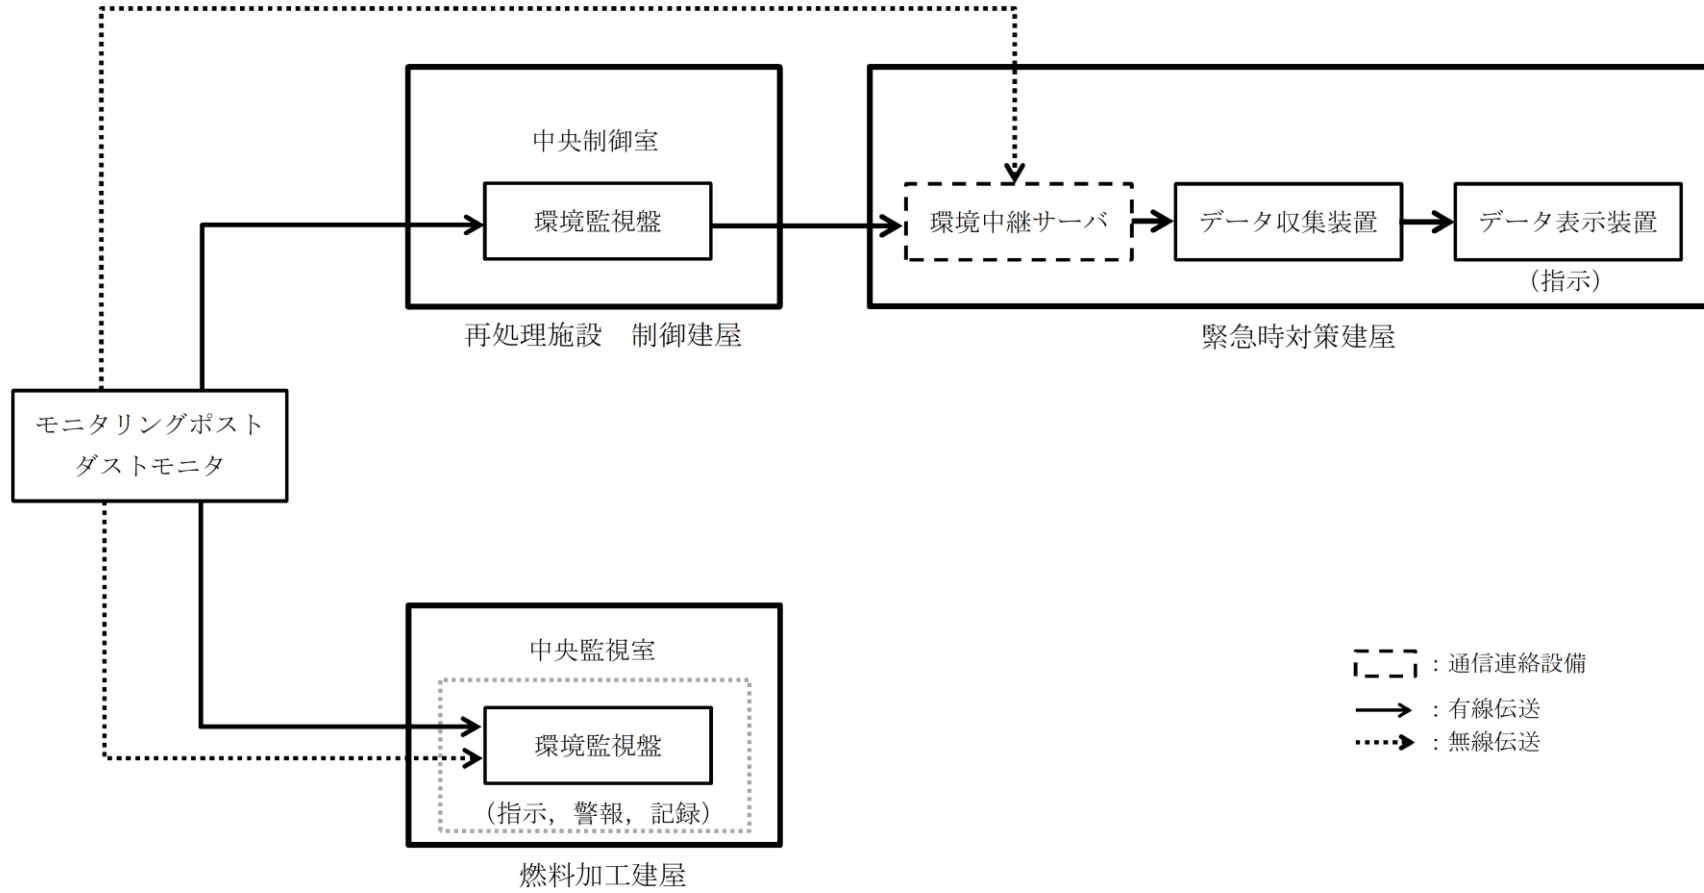 中央制御室
環境監視盤
再処理施設　制御建屋
環境中継サーバ
データ収集装置
データ表示装置
（指示）
緊急時対策建屋
モニタリングポスト
ダストモニタ
中央監視室
環境監視盤
（指示，警報，記録）
燃料加工建屋
：通信連絡設備
：有線伝送
：無線伝送